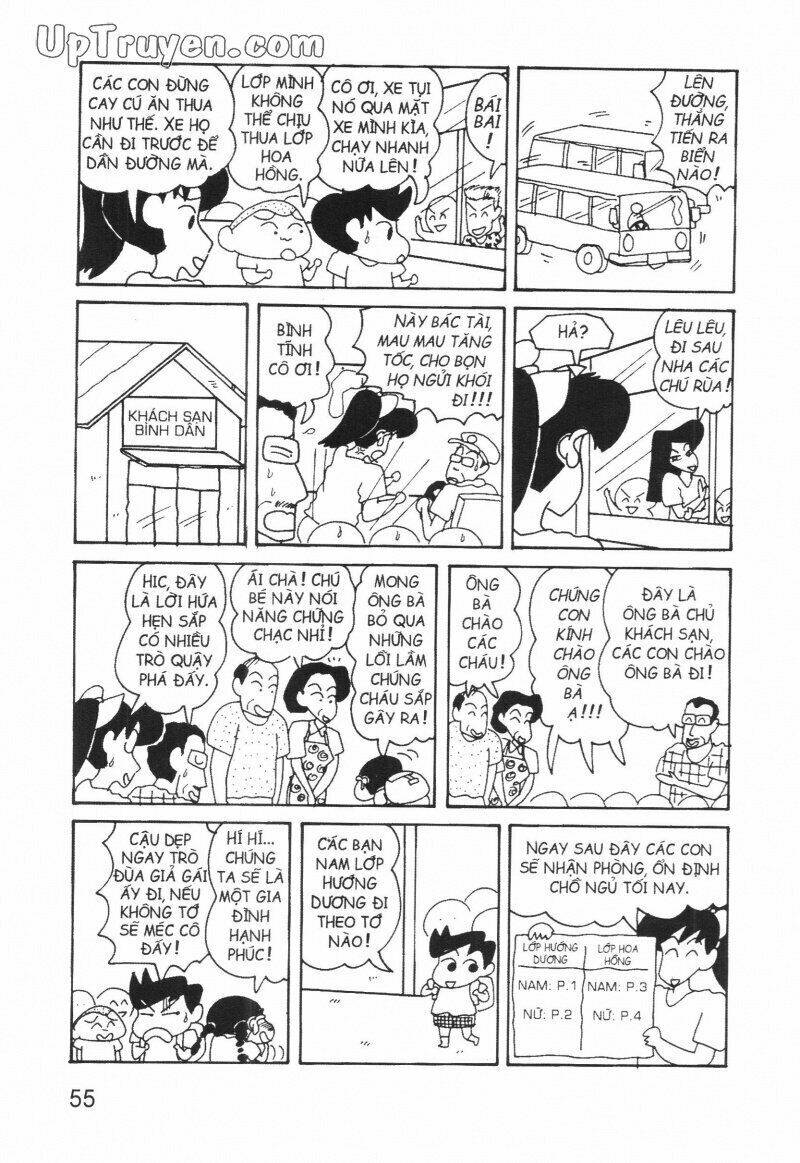 UpTruyen.com
LÊN
ĐƯỜNG,
THẲNG
TIẾN RA
BIỂN
NÀO!
BÁI
BAI
!
CÔ ƠI, XE TỤI
NÓ QUA MẶT
XE MÌNH KÌA,
CHẠY NHANH
NỮA LÊN!
LỚP MÌNH
KHÔNG
THỂ CHỊU
THUA LỚP
HOA
HỒNG.
CÁC CON ĐỪNG
CAY CÚ ĂN THUA
NHƯ THẾ. XE HỌ
CẦN ĐI TRƯỚC ĐỂ
DẪN ĐƯỜNG MÀ.
LÊU LÊU,
ĐI SAU
NHA CÁC
CHÚ RÙA!
HẢ?
NÀY BÁC TÀI,
MAU MAU TĂNG
TỐC, CHO BỌN
HỌ NGỬI KHÓI
ĐI!!!
BÌNH
TĨNH
CÔ ƠI!
KHÁCH SẠN
BÌNH DÂN
ĐÂY LÀ
ÔNG BÀ CHỦ
KHÁCH SẠN,
CÁC CON CHÀO
ÔNG BÀ ĐI!
CHÚNG
CON
KÍNH
CHÀO
ÔNG
BÀ
Ạ!!!
ÔNG
BÀ
CHÀO
CÁC
CHÁU!
MONG
ÔNG BÀ
BỎ QUA
NHỮNG
LỖI LẦM
CHÚNG
CHÁU SẮP
GÂY RA!
ÁI CHÀ! CHÚ
BÉ NÀY NÓI
NĂNG CHỮNG
CHẠC NHỈ!
HIC, ĐÂY
LÀ LỜI HỨA
HẸN SẮP
CÓ NHIỀU
TRÒ QUẬY
PHÁ ĐẤY.
NGAY SAU ĐÂY CÁC CON
SẼ NHẬN PHÒNG, ỔN ĐỊNH
CHỖ NGỦ TỐI NAY.
LỚP HƯỚNG
DƯƠNG
LỚP HOA
HỒNG
NAM: P.1
NAM: P.3
NỮ: P.2
NỮ: P.4
CÁC BẠN
NAM LỚP
HƯỚNG
DƯƠNG ĐI
THEO TỚ
NÀO!
HÍ HÍ...
CHÚNG
TA SẼ LÀ
MỘT GIA
ĐÌNH
HẠNH
PHÚC!
CẬU DẸP
NGAY TRÒ
ĐÙA GIẢ GÁI
ẤY ĐI, NẾU
KHÔNG TỚ
SẼ MÉC CÔ
ĐẤY!
55